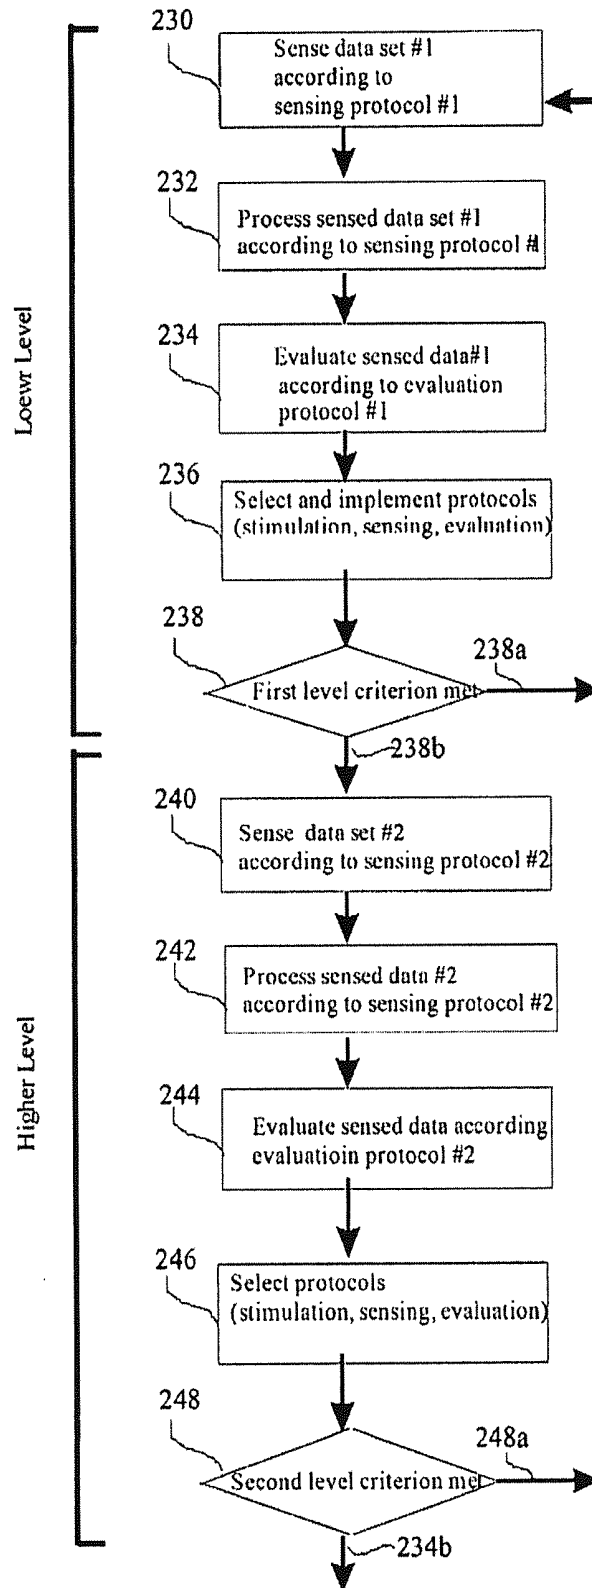 230
Sense data set #1
according to
sensing protocol #1
232
Process sensed data set #1
according to sensing protocol #1
234
Evaluate sensed data#1
according to evaluation
protocol #1
236
Select and implement protocols
(stimulation, sensing, evaluation)
Loewr Level
238
First level criterion met
238a
238b
240
Sense data set #2
according to sensing protocol #2
242
Process sensed data #2
according to sensing protocol #2
244
Evaluate sensed data according
evaluatioin protocol #2
Higher Level
246
Select protocols
(stimulation, sensing, evaluation)
248
Second level criterion met
248a
234b